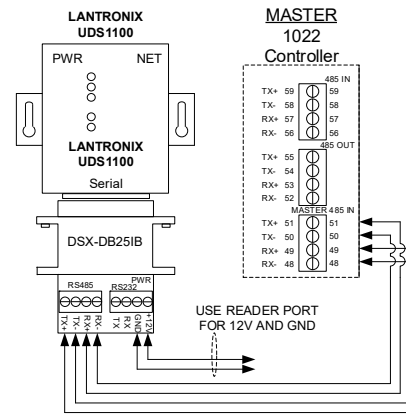 LANTRONIX
UDS1100
PWR NET
LANTRONIX
UDS1100
Serial
DSX-DB25IB
RS485 RS232 PWR
TX+ TX- RX+ RX- TX RX GND +12V
USE READER PORT
FOR 12V AND GND
MASTER
1022
Controller
485 IN
TX+ 59 59
TX- 58 58
RX+ 57 57
RX- 56 56
485 OUT
TX+ 55
TX- 54
RX+ 53
RX- 52
MASTER 485 IN
TX+ 51 51
TX- 50 50
RX+ 49 49
RX- 48 48